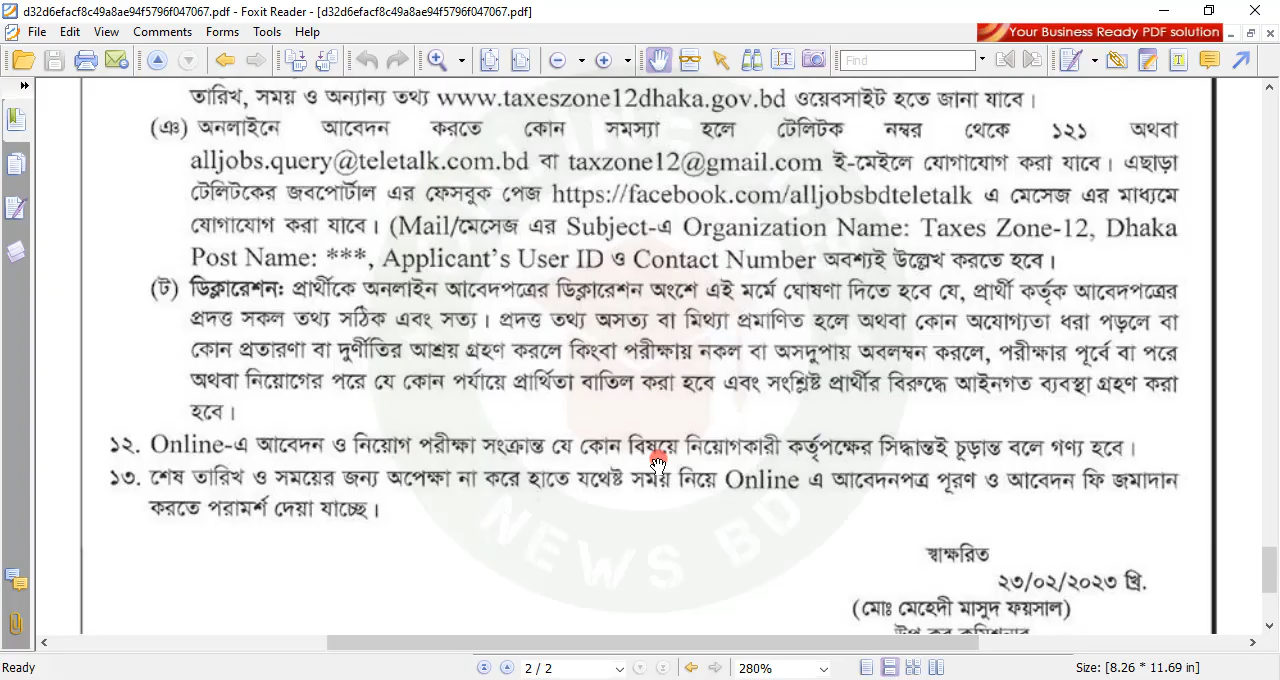 d32d6efacf8c49a8ae94f5796f047067.pdf - Foxit Reader - [d32d6efacf8c49a8ae94f5796f047067.pdf]
File Edit View Comments Forms Tools Help
Your Business Ready PDF solution
Find
তারিখ, সময় ও অন্যান্য তথ্য www.taxeszone12dhaka.gov.bd ওয়েবসাইট হতে জানা যাবে।
(ঞ) অনলাইনে আবেদন করতে কোন সমস্যা হলে টেলিটক নম্বর থেকে ১২১ অথবা
alljobs.query@teletalk.com.bd বা taxzone12@gmail.com ই-মেইলে যোগাযোগ করা যাবে। এছাড়া
টেলিটকের জবপোর্টাল এর ফেসবুক পেজ https://facebook.com/alljobsbdteletalk এ মেসেজ এর মাধ্যমে
যোগাযোগ করা যাবে। (Mail/মেসেজ এর Subject-এ Organization Name: Taxes Zone-12, Dhaka
Post Name: ***, Applicant's User ID ও Contact Number অবশ্যই উল্লেখ করতে হবে।
(ট) ডিক্লারেশন: প্রার্থীকে অনলাইন আবেদপত্রের ডিক্লারেশন অংশে এই মর্মে ঘোষণা দিতে হবে যে, প্রার্থী কর্তৃক আবেদপত্রের
প্রদত্ত সকল তথ্য সঠিক এবং সত্য। প্রদত্ত তথ্য অসত্য বা মিথ্যা প্রমাণিত হলে অথবা কোন অযোগ্যতা ধরা পড়লে বা
কোন প্রতারণা বা দুর্ণীতির আশ্রয় গ্রহণ করলে কিংবা পরীক্ষায় নকল বা অসদুপায় অবলম্বন করলে, পরীক্ষার পূর্বে বা পরে
অথবা নিয়োগের পরে যে কোন পর্যায়ে প্রার্থিতা বাতিল করা হবে এবং সংশ্লিষ্ট প্রার্থীর বিরুদ্ধে আইনগত ব্যবস্থা গ্রহণ করা
হবে।
১২. Online-এ আবেদন ও নিয়োগ পরীক্ষা সংক্রান্ত যে কোন বিষয়ে নিয়োগকারী কর্তৃপক্ষের সিদ্ধান্তই চূড়ান্ত বলে গণ্য হবে।
১৩. শেষ তারিখ ও সময়ের জন্য অপেক্ষা না করে হাতে যথেষ্ট সময় নিয়ে Online এ আবেদনপত্র পূরণ ও আবেদন ফি জমাদান
করতে পরামর্শ দেয়া যাচ্ছে।
NEWS BD
স্বাক্ষরিত
২৩/০২/২০২৩ খ্রি.
(মোঃ মেহেদী মাসুদ ফয়সাল)
উপ কর কমিশনার
Ready 2 / 2 280% Size: [8.26 * 11.69 in]